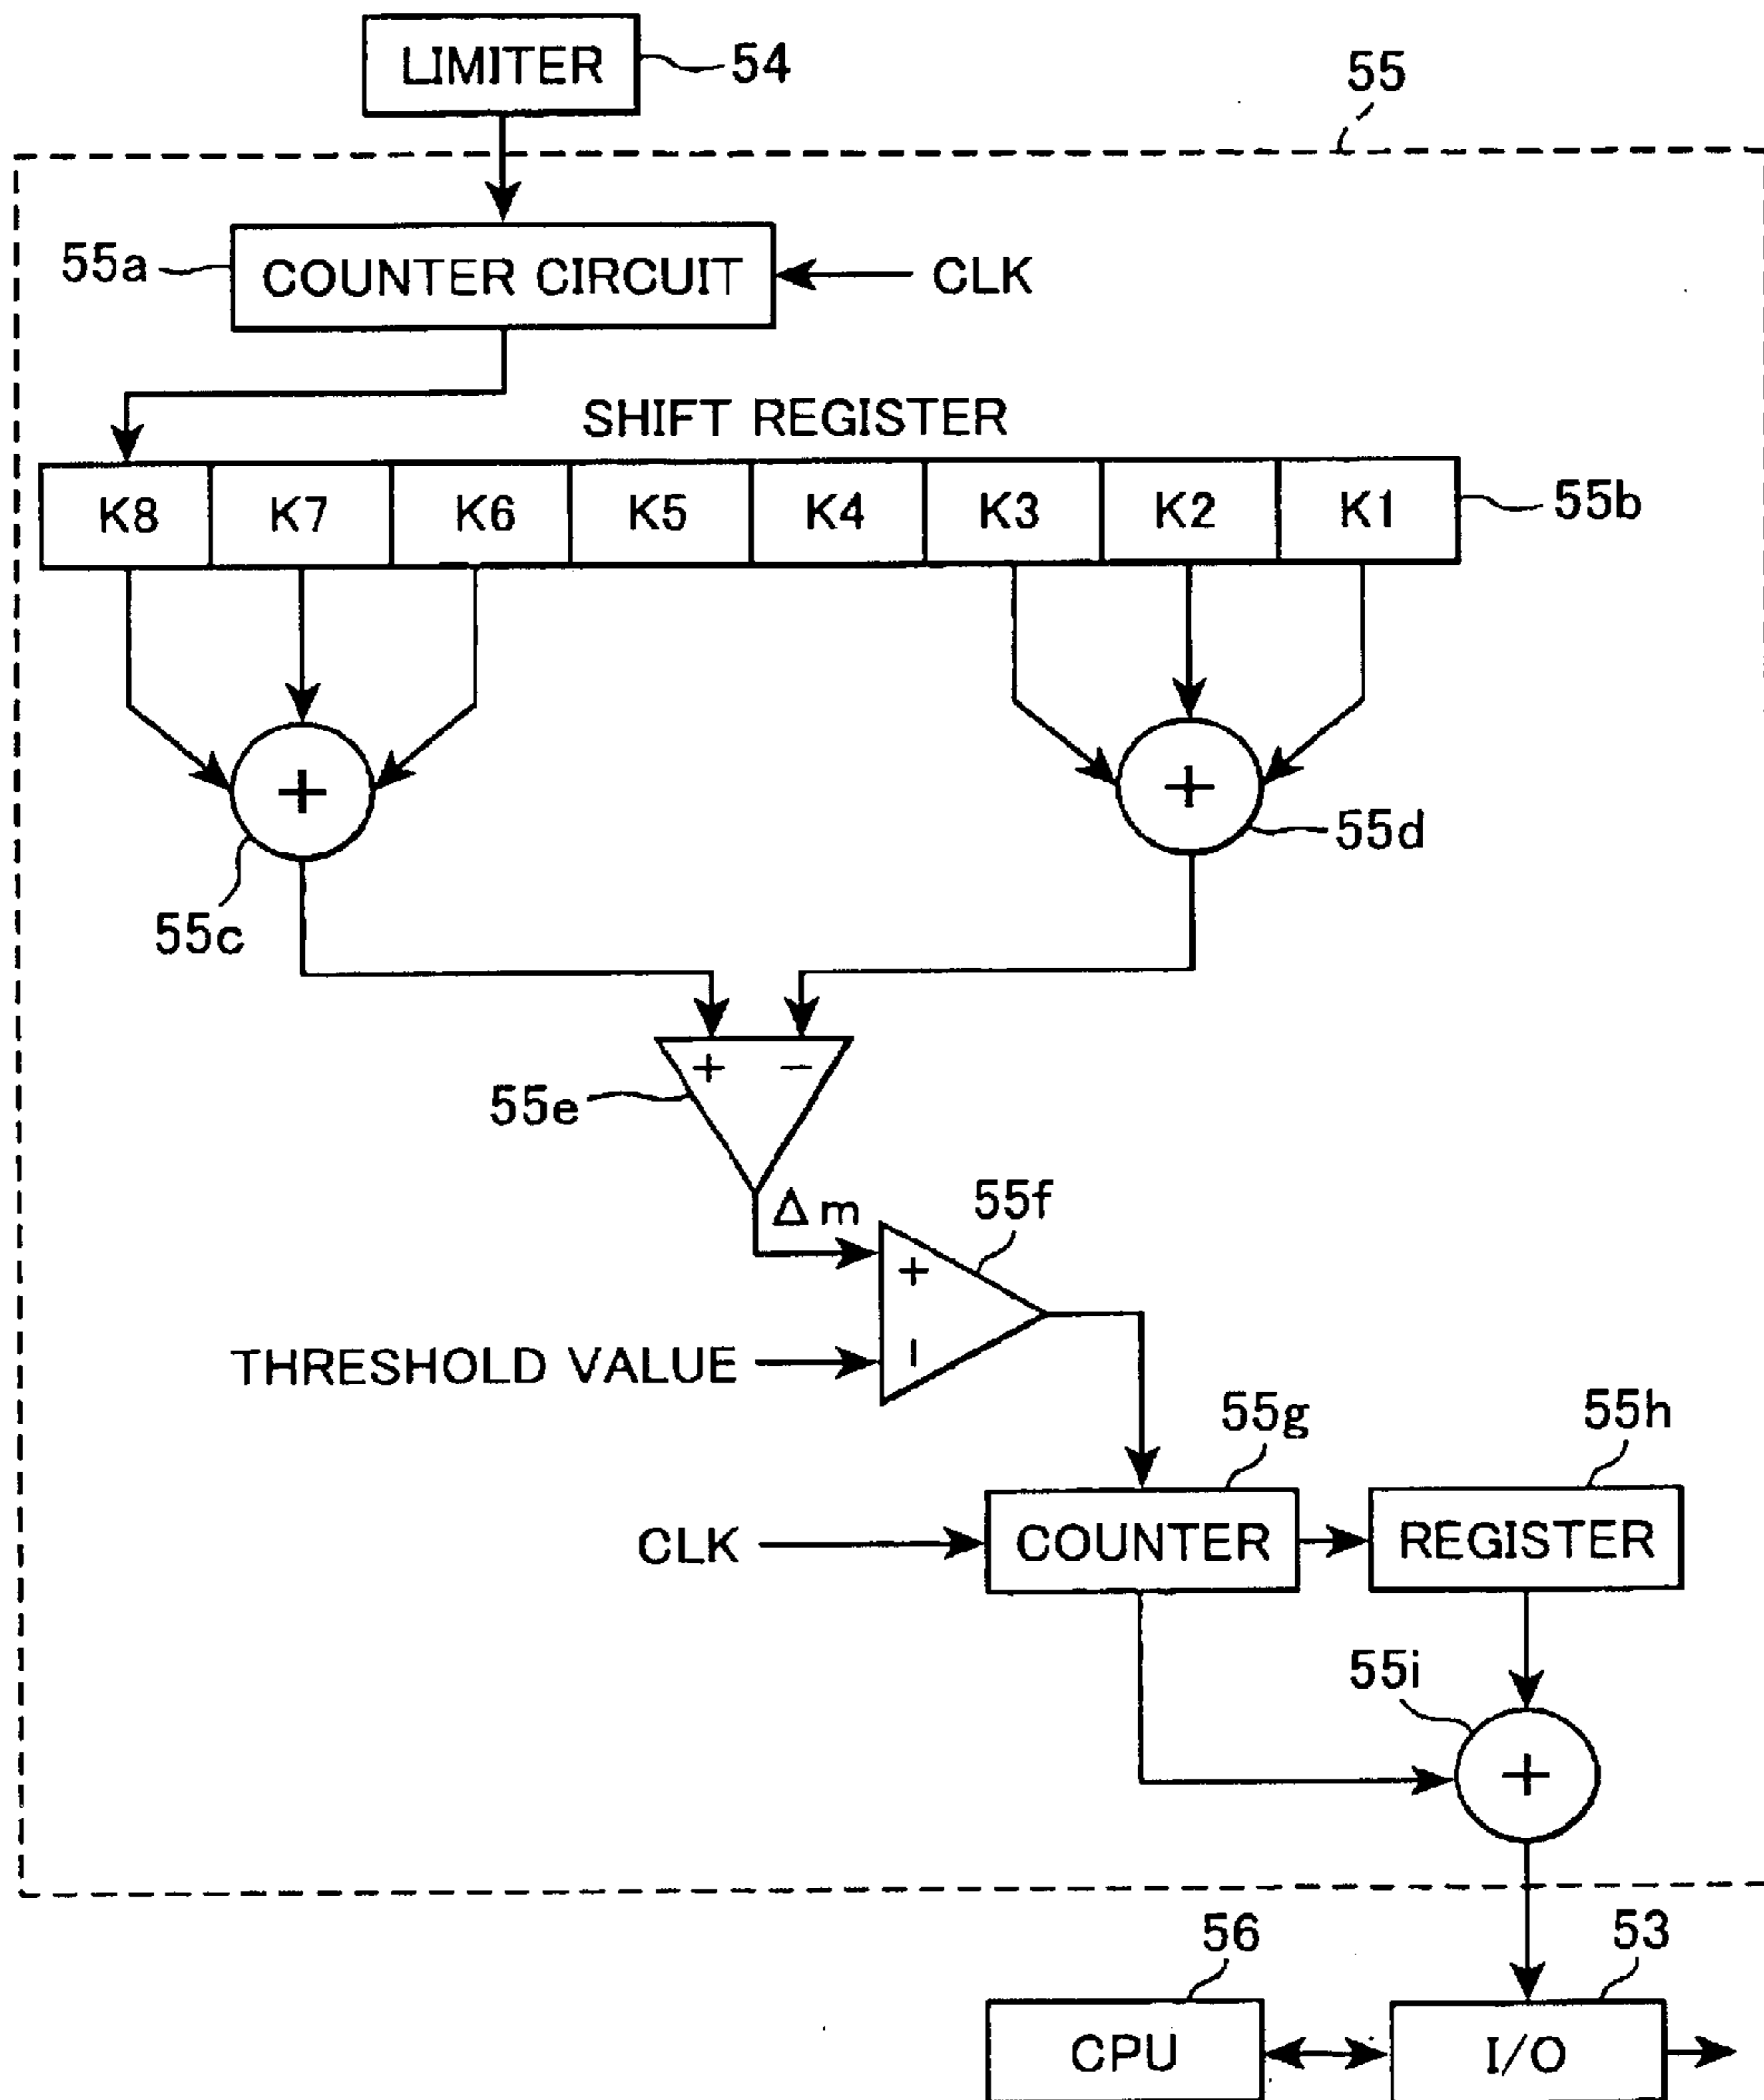 LIMITER
54
55
55a
COUNTER CIRCUIT
CLK
SHIFT REGISTER
K8 K7 K6 K5 K4 K3 K2 K1
55b
+
+
55c
55d
+ −
55e
Δm
55f
+
−
THRESHOLD VALUE
55g
55h
CLK
COUNTER
REGISTER
55i
+
56
53
CPU
I/O